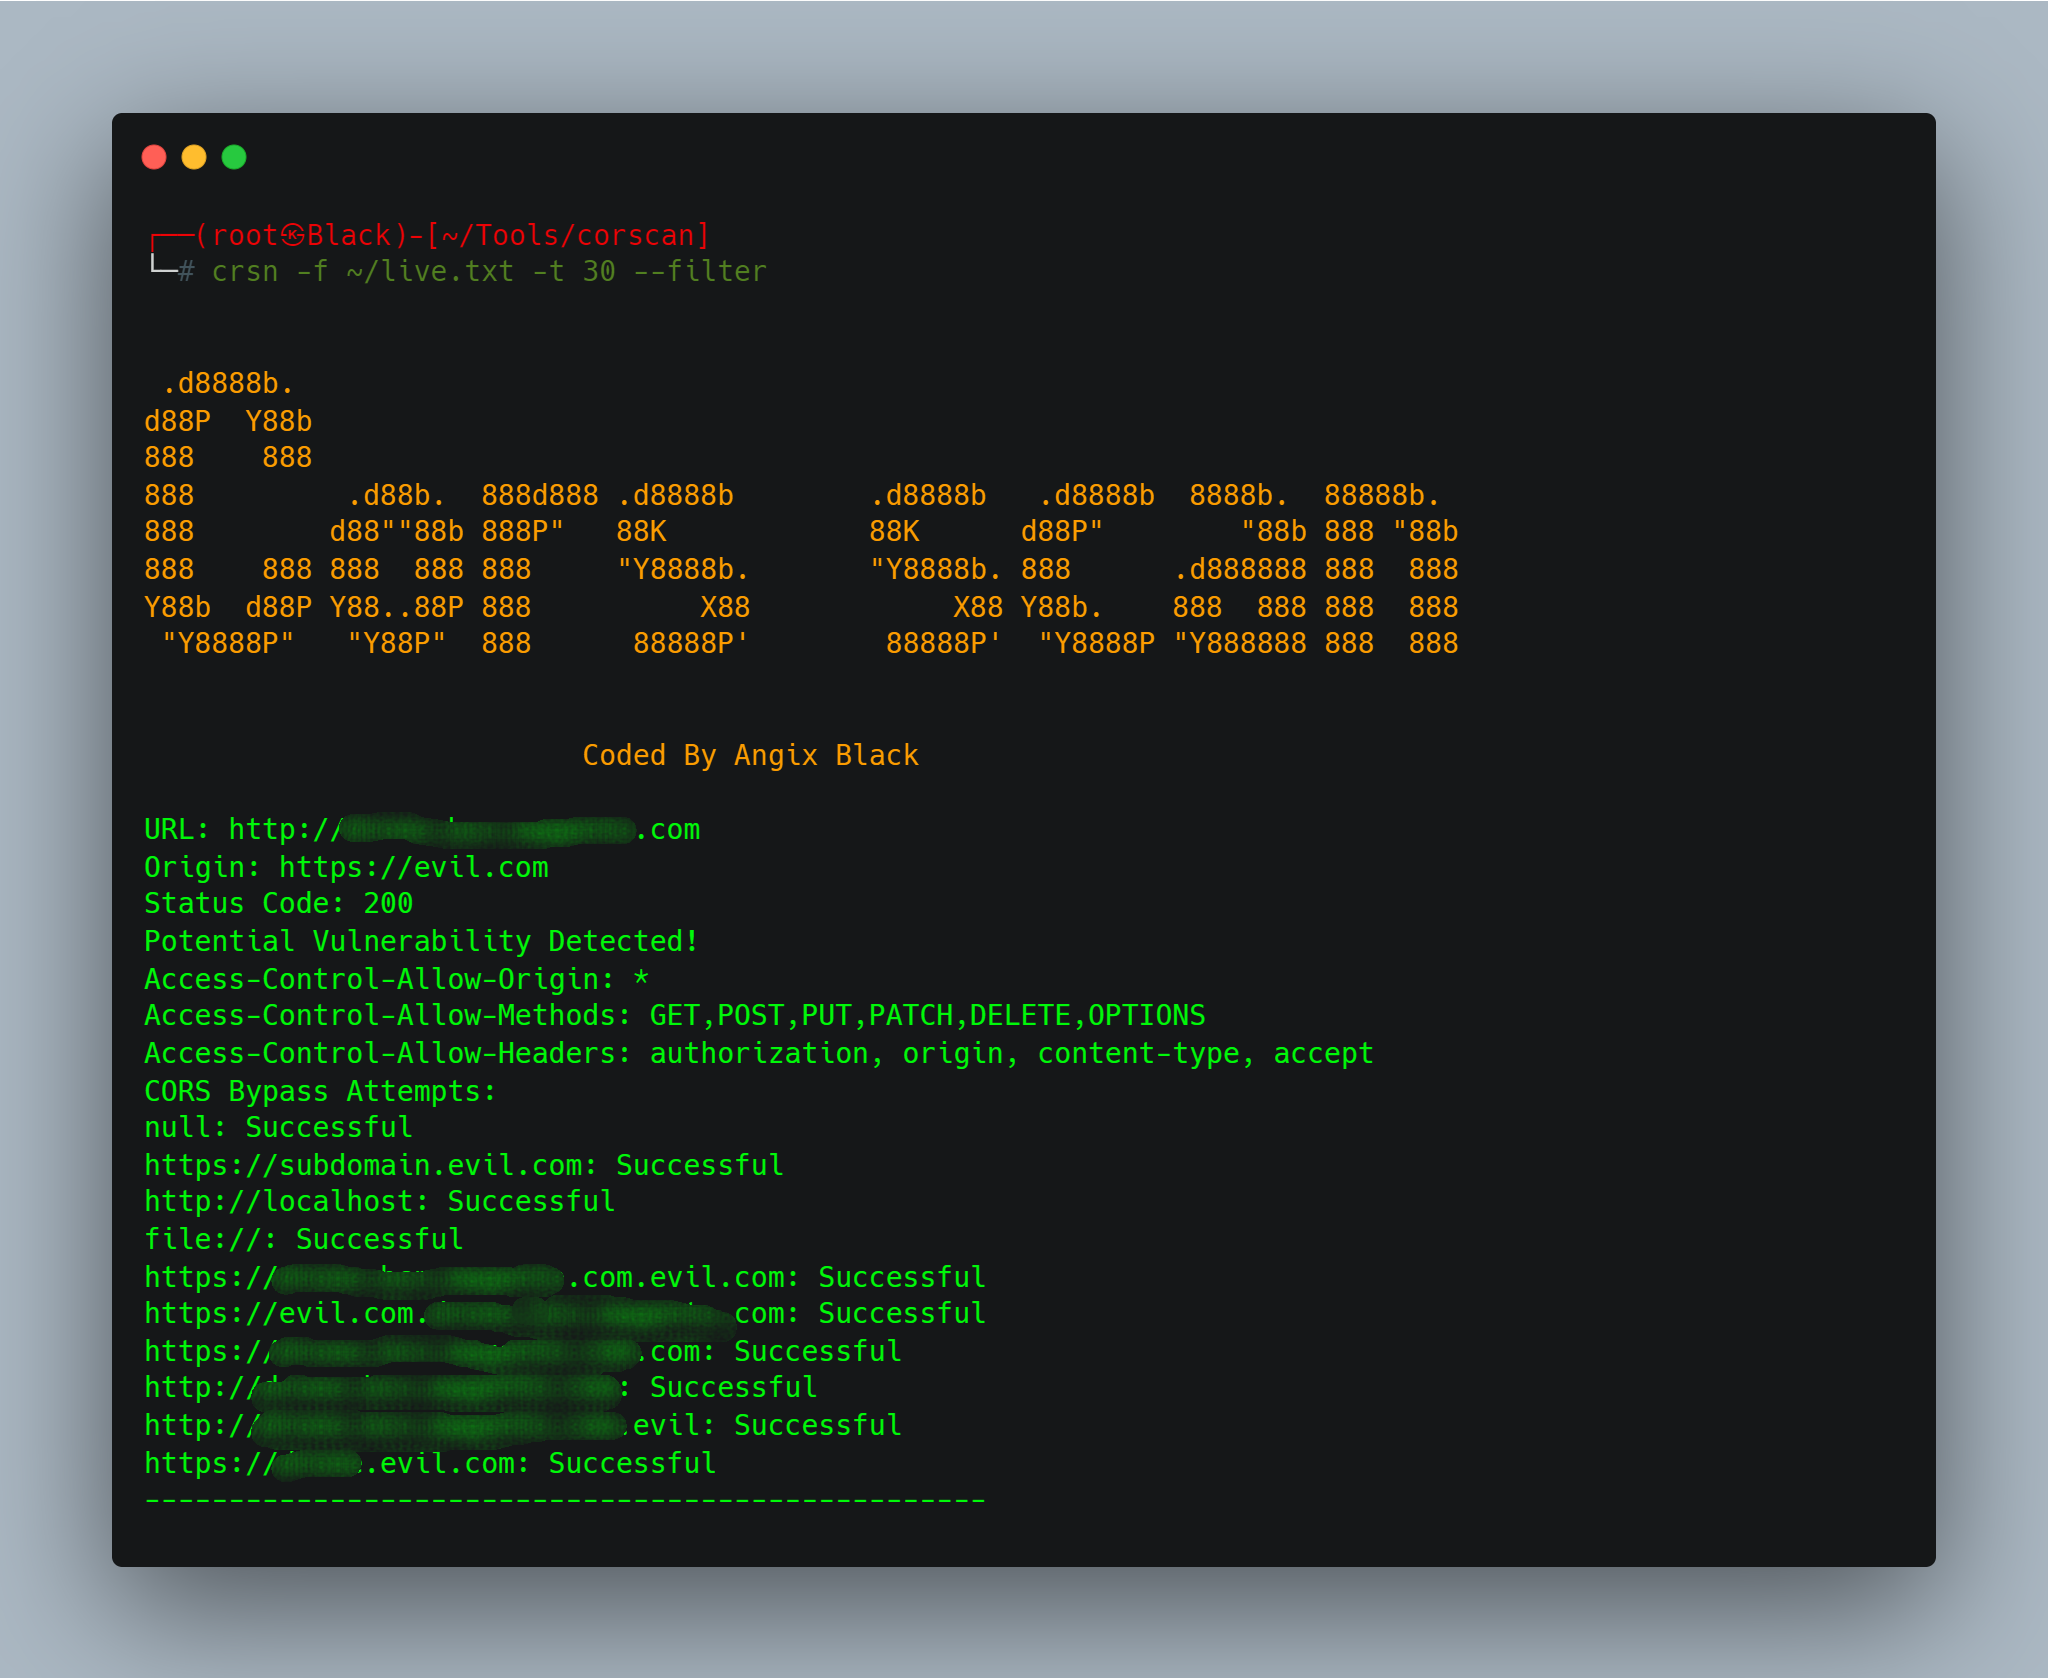 ┌──(root㉿Black)-[~/Tools/corscan]
└─# crsn -f ~/live.txt -t 30 --filter
 .d8888b.
d88P  Y88b
888    888
888         .d88b.  888d888 .d8888b        .d8888b   .d8888b  8888b.  88888b.
888        d88""88b 888P"   88K            88K      d88P"        "88b 888 "88b
888    888 888  888 888     "Y8888b.       "Y8888b. 888      .d888888 888  888
Y88b  d88P Y88..88P 888          X88            X88 Y88b.    888  888 888  888
 "Y8888P"   "Y88P"  888      88888P'        88888P'  "Y8888P "Y888888 888  888
Coded By Angix Black
URL: http:// .com
Origin: https://evil.com
Status Code: 200
Potential Vulnerability Detected!
Access-Control-Allow-Origin: *
Access-Control-Allow-Methods: GET,POST,PUT,PATCH,DELETE,OPTIONS
Access-Control-Allow-Headers: authorization, origin, content-type, accept
CORS Bypass Attempts:
null: Successful
https://subdomain.evil.com: Successful
http://localhost: Successful
file://: Successful
https:// .com.evil.com: Successful
https://evil.com. com: Successful
https:// .com: Successful
http:// : Successful
http:// .evil: Successful
https:// .evil.com: Successful
--------------------------------------------------